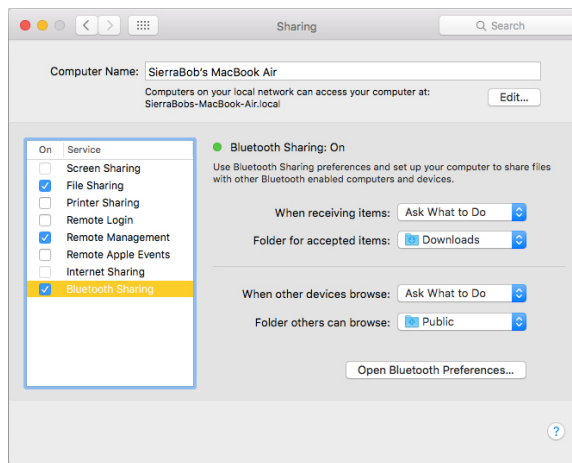 Sharing
Search
Computer Name: SierraBob's MacBook Air
Computers on your local network can access your computer at:
SierraBobs-MacBook-Air.local
Edit...
On Service
Screen Sharing
File Sharing
Printer Sharing
Remote Login
Remote Management
Remote Apple Events
Internet Sharing
Bluetooth Sharing
Bluetooth Sharing: On
Use Bluetooth Sharing preferences and set up your computer to share files
with other Bluetooth enabled computers and devices.
When receiving items: Ask What to Do
Folder for accepted items: Downloads
When other devices browse: Ask What to Do
Folder others can browse: Public
Open Bluetooth Preferences...
?